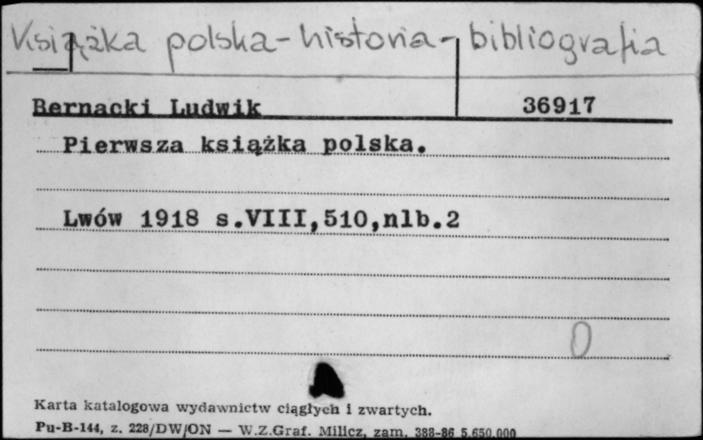 Książka polska - historia - bibliografia
Bernacki Ludwik 36917
Pierwsza książka polska.
Lwów 1918 s.VIII,510,nlb.2
0
Karta katalogowa wydawnictw ciągłych i zwartych.
Pu-B-144, z. 228/DW/ON — W.Z.Graf. Milicz, zam. 388-86 5.650.000